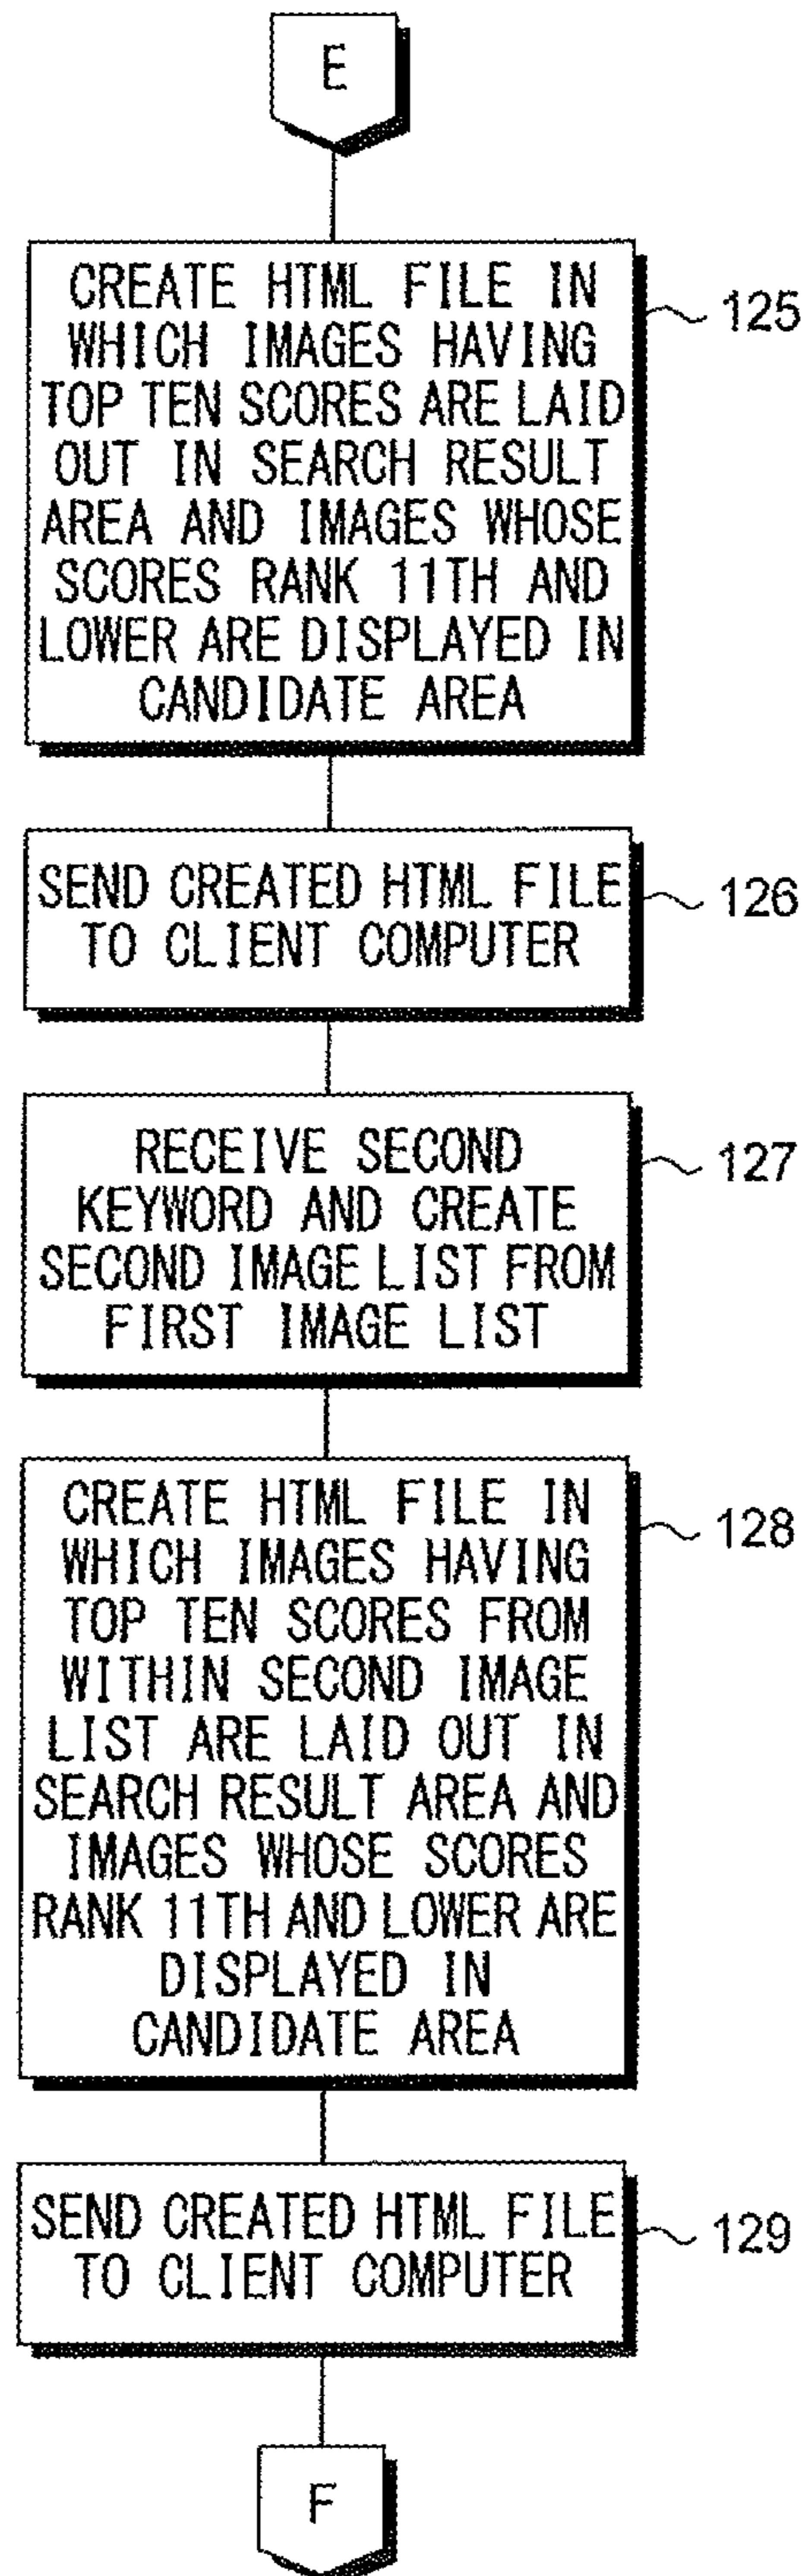 E
CREATE HTML FILE IN
WHICH IMAGES HAVING
TOP TEN SCORES ARE LAID
OUT IN SEARCH RESULT
AREA AND IMAGES WHOSE
SCORES RANK 11TH AND
LOWER ARE DISPLAYED IN
CANDIDATE AREA
125
SEND CREATED HTML FILE
TO CLIENT COMPUTER
126
RECEIVE SECOND
KEYWORD AND CREATE
SECOND IMAGE LIST FROM
FIRST IMAGE LIST
127
CREATE HTML FILE IN
WHICH IMAGES HAVING
TOP TEN SCORES FROM
WITHIN SECOND IMAGE
LIST ARE LAID OUT IN
SEARCH RESULT AREA AND
IMAGES WHOSE SCORES
RANK 11TH AND LOWER ARE
DISPLAYED IN
CANDIDATE AREA
128
SEND CREATED HTML FILE
TO CLIENT COMPUTER
129
F